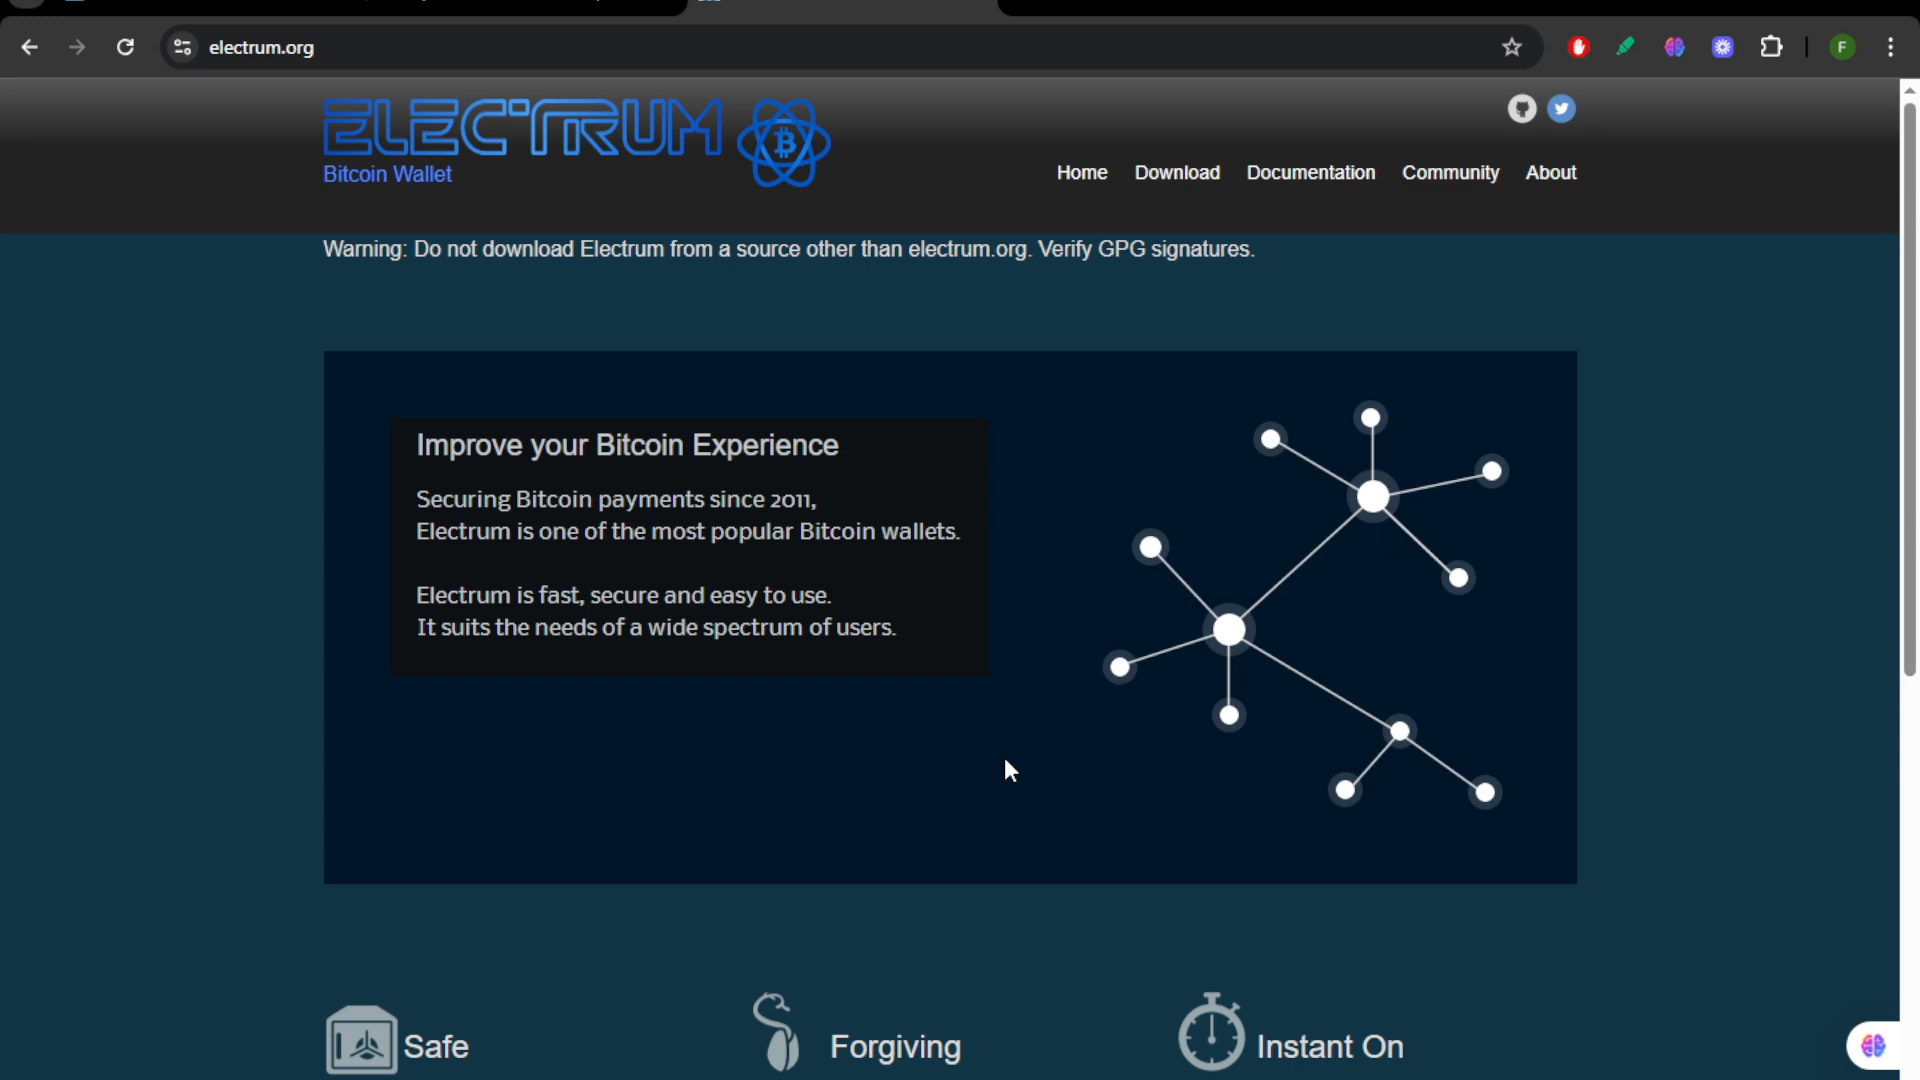 electrum.org
F
ELECTRUM
Bitcoin Wallet
Home Download Documentation Community About
Warning: Do not download Electrum from a source other than electrum.org. Verify GPG signatures.
Improve your Bitcoin Experience
Securing Bitcoin payments since 2011,
Electrum is one of the most popular Bitcoin wallets.
Electrum is fast, secure and easy to use.
It suits the needs of a wide spectrum of users.
Safe Forgiving Instant On